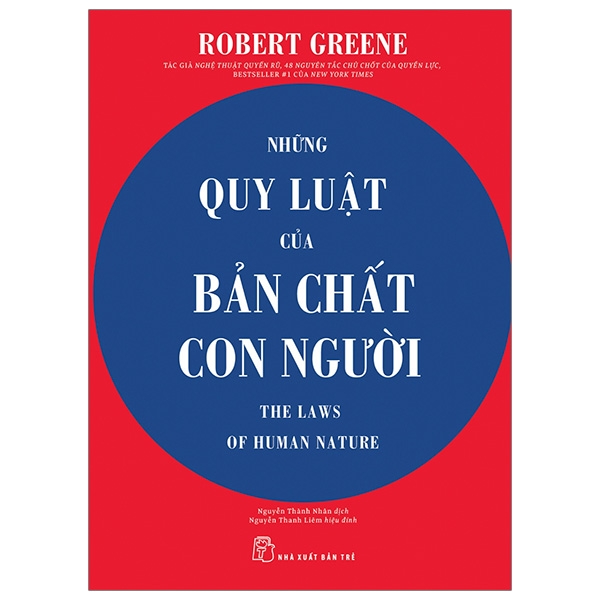 ROBERT GREENE
TÁC GIẢ NGHỆ THUẬT QUYẾN RŨ, 48 NGUYÊN TẮC CHỦ CHỐT CỦA QUYỀN LỰC,
BESTSELLER #1 CỦA NEW YORK TIMES
NHỮNG
QUY LUẬT
CỦA
BẢN CHẤT
CON NGƯỜI
THE LAWS
OF HUMAN NATURE
Nguyễn Thành Nhân dịch
Nguyễn Thanh Liêm hiệu đính
NHÀ XUẤT BẢN TRẺ